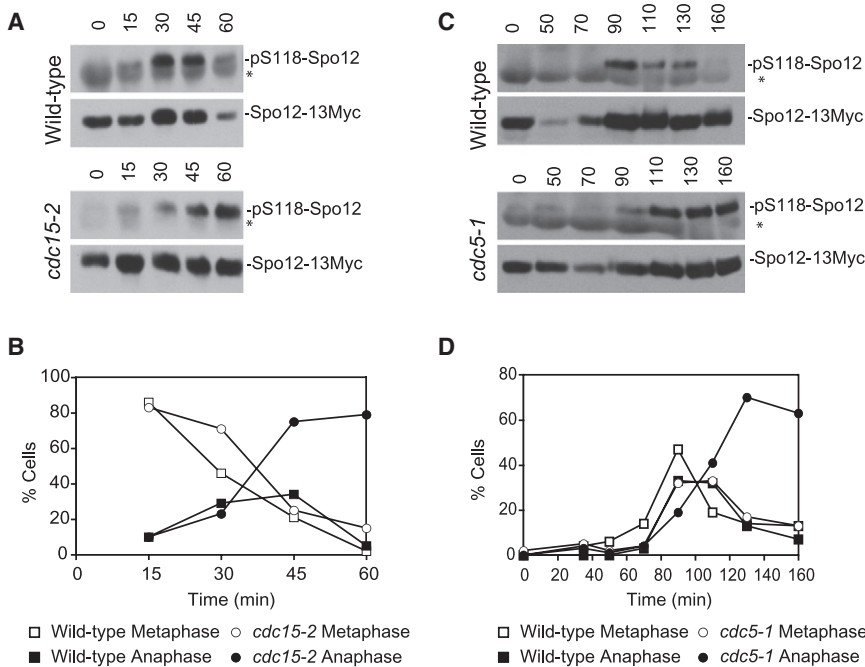 A
0 15 30 45 60
Wild-type
-pS118-Spo12
*
-Spo12-13Myc
0 15 30 45 60
cdc15-2
-pS118-Spo12
*
-Spo12-13Myc
B
100
80
60
40
20
0
% Cells
0 15 30 45 60
Time (min)
Wild-type Metaphase
cdc15-2 Metaphase
Wild-type Anaphase
cdc15-2 Anaphase
C
0 50 70 90 110 130 160
Wild-type
-pS118-Spo12
*
-Spo12-13Myc
0 50 70 90 110 130 160
cdc5-1
-pS118-Spo12
*
-Spo12-13Myc
D
80
60
40
20
0
% Cells
0 20 40 60 80 100 120 140 160
Time (min)
Wild-type Metaphase
cdc5-1 Metaphase
Wild-type Anaphase
cdc5-1 Anaphase